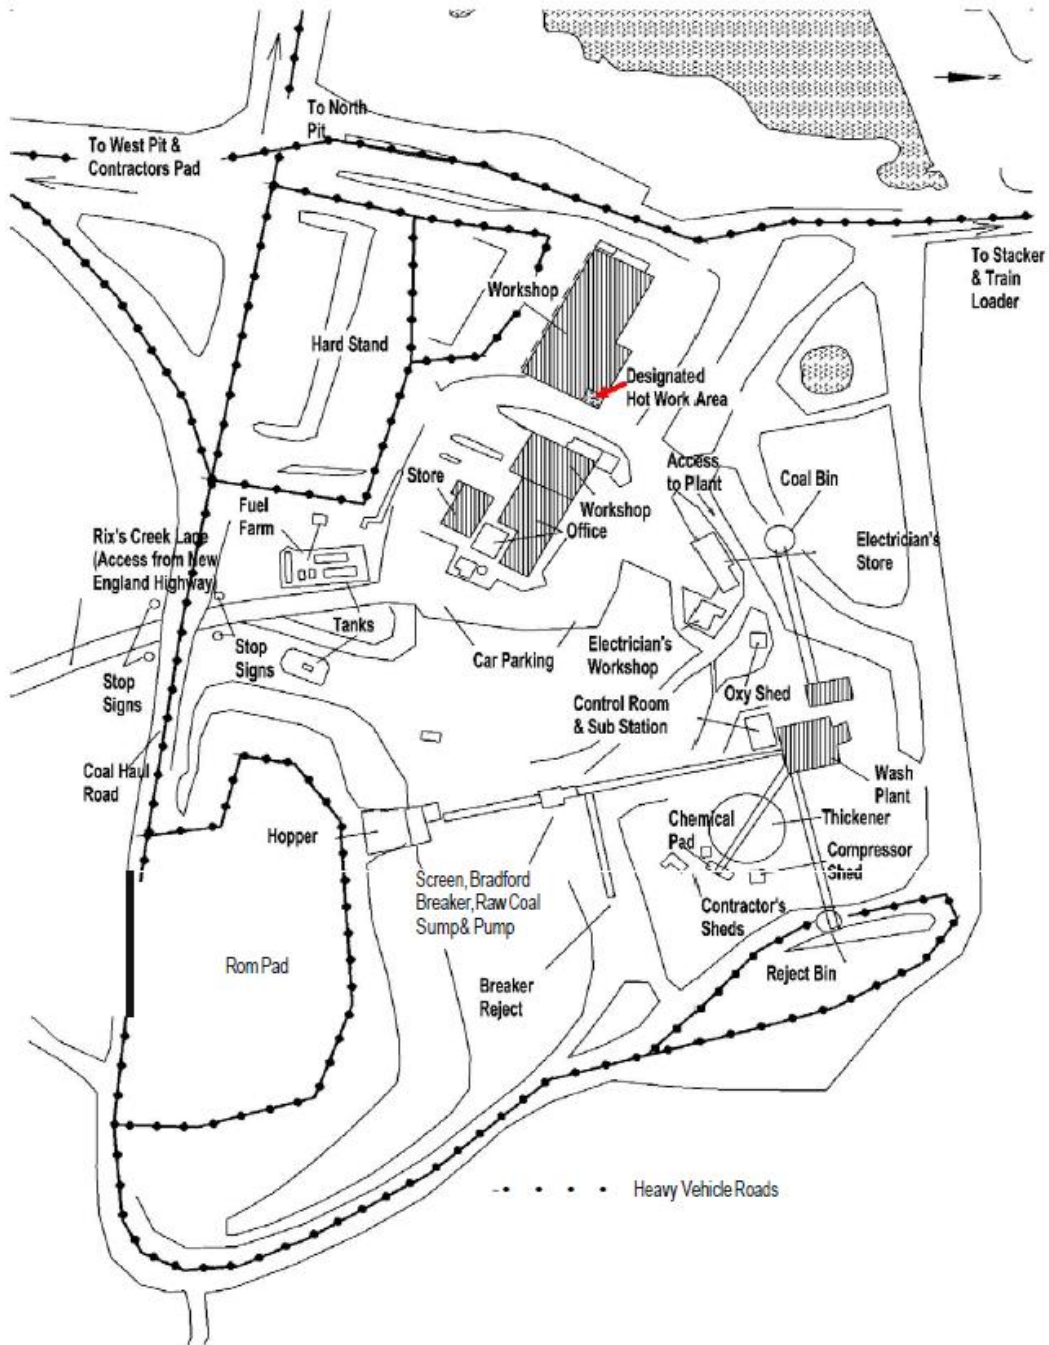 To North
Pit
To West Pit &
Contractors Pad
N
To Stacker
& Train
Loader
Workshop
Hard Stand
Designated
Hot Work Area
Access
to Plant
Coal Bin
Store
Workshop
Office
Fuel
Farm
Electrician's
Store
Rix's Creek Lane
(Access from New
England Highway)
Tanks
Stop
Signs
Stop
Signs
Car Parking
Electrician's
Workshop
Oxy Shed
Control Room
& Sub Station
Coal Haul
Road
Wash
Plant
Hopper
Chemical
Pad
Thickener
Compressor
Shed
Screen, Bradford
Breaker, Raw Coal
Sump& Pump
Contractor's
Sheds
Rom Pad
Breaker
Reject
Reject Bin
Heavy Vehicle Roads